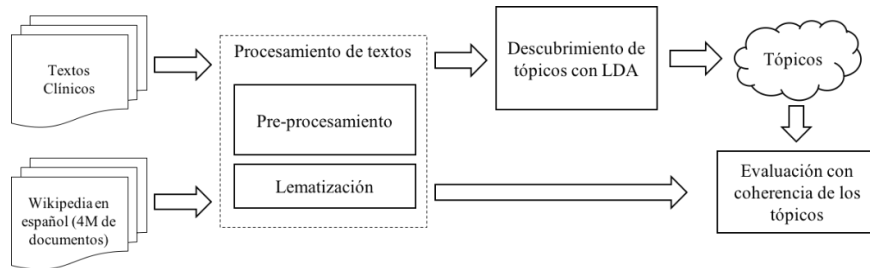 Textos
Clínicos
Procesamiento de textos
Pre-procesamiento
Lematización
Descubrimiento de
tópicos con LDA
Tópicos
Wikipedia en
español (4M de
documentos)
Evaluación con
coherencia de los
tópicos